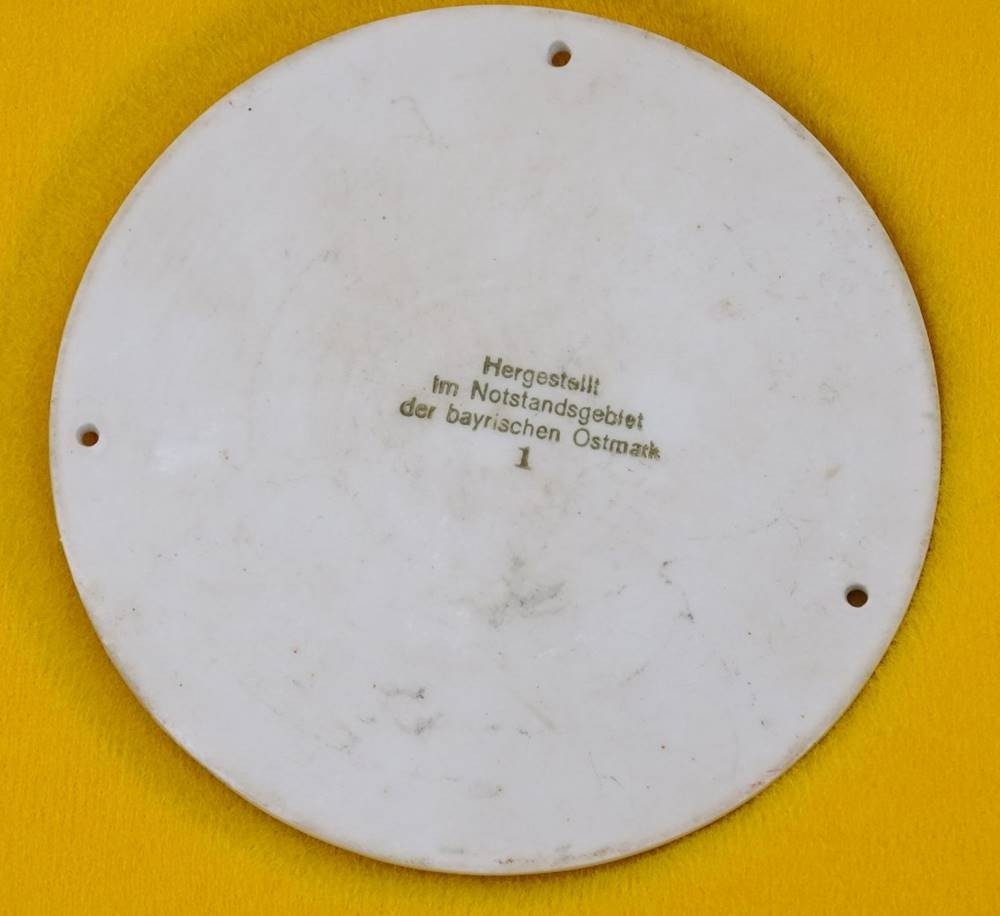 Hergestellt
im Notstandsgebiet
der bayrischen Ostmark
1